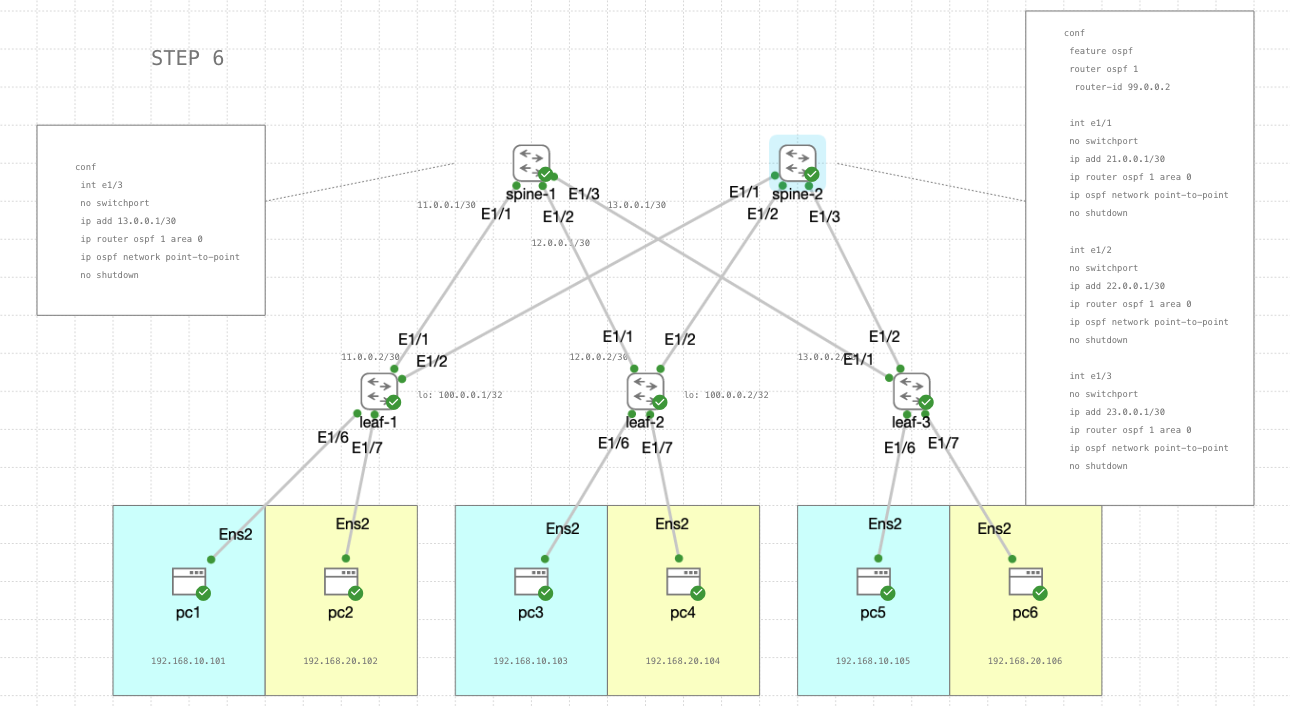 STEP 6
conf
int e1/3
no switchport
ip add 13.0.0.1/30
ip router ospf 1 area 0
ip ospf network point-to-point
no shutdown
conf
feature ospf
router ospf 1
router-id 99.0.0.2
int e1/1
no switchport
ip add 21.0.0.1/30
ip router ospf 1 area 0
ip ospf network point-to-point
no shutdown
int e1/2
no switchport
ip add 22.0.0.1/30
ip router ospf 1 area 0
ip ospf network point-to-point
no shutdown
int e1/3
no switchport
ip add 23.0.0.1/30
ip router ospf 1 area 0
ip ospf network point-to-point
no shutdown
spine-1
spine-2
11.0.0.1/30
E1/1
E1/2
E1/3
13.0.0.1/30
E1/1
E1/2
E1/3
12.0.0.1/30
E1/1
11.0.0.2/30
E1/2
E1/1
12.0.0.2/30
E1/2
E1/2
E1/1
leaf-1
lo: 100.0.0.1/32
leaf-2
lo: 100.0.0.2/32
leaf-3
E1/6
E1/7
E1/6
E1/7
E1/6
E1/7
Ens2
Ens2
Ens2
Ens2
Ens2
Ens2
pc1
pc2
pc3
pc4
pc5
pc6
192.168.10.101
192.168.20.102
192.168.10.103
192.168.20.104
192.168.10.105
192.168.20.106